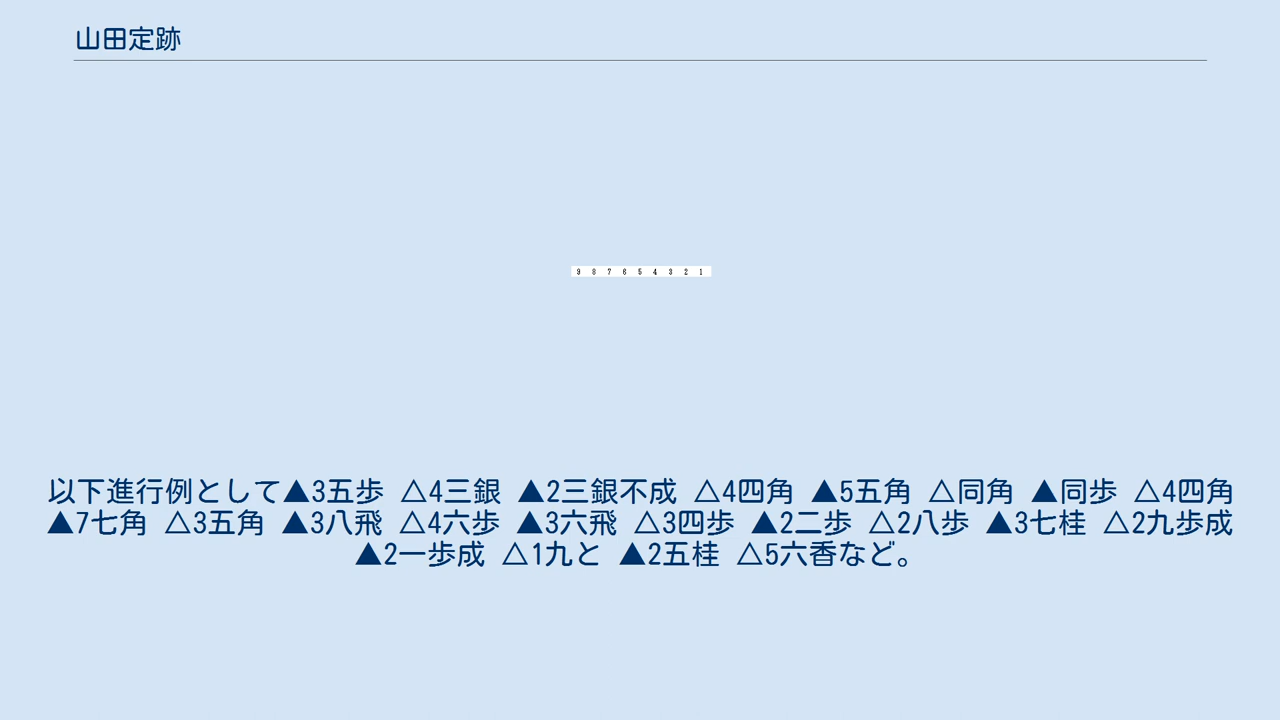 山田定跡
9 8 7 6 5 4 3 2 1
以下進行例として▲3五歩 △4三銀 ▲2三銀不成 △4四角 ▲5五角 △同角 ▲同歩 △4四角
▲7七角 △3五角 ▲3八飛 △4六歩 ▲3六飛 △3四歩 ▲2二歩 △2八歩 ▲3七桂 △2九歩成
▲2一歩成 △1九と ▲2五桂 △5六香など。